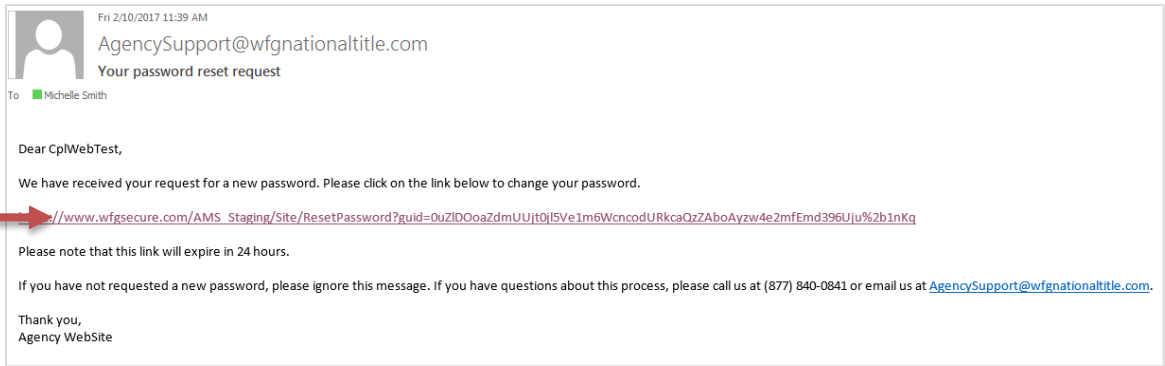 Fri 2/10/2017 11:39 AM
AgencySupport@wfgnationaltitle.com
Your password reset request
To Michelle Smith
Dear CplWebTest,
We have received your request for a new password. Please click on the link below to change your password.
//www.wfgsecure.com/AMS_Staging/Site/ResetPassword?guid=0uZlDOoaZdmUUjt0jl5Ve1m6WcncodURkcaQzZAboAyzw4e2mfEmd396Uju%2b1nKq
Please note that this link will expire in 24 hours.
If you have not requested a new password, please ignore this message. If you have questions about this process, please call us at (877) 840-0841 or email us at AgencySupport@wfgnationaltitle.com.
Thank you,
Agency WebSite